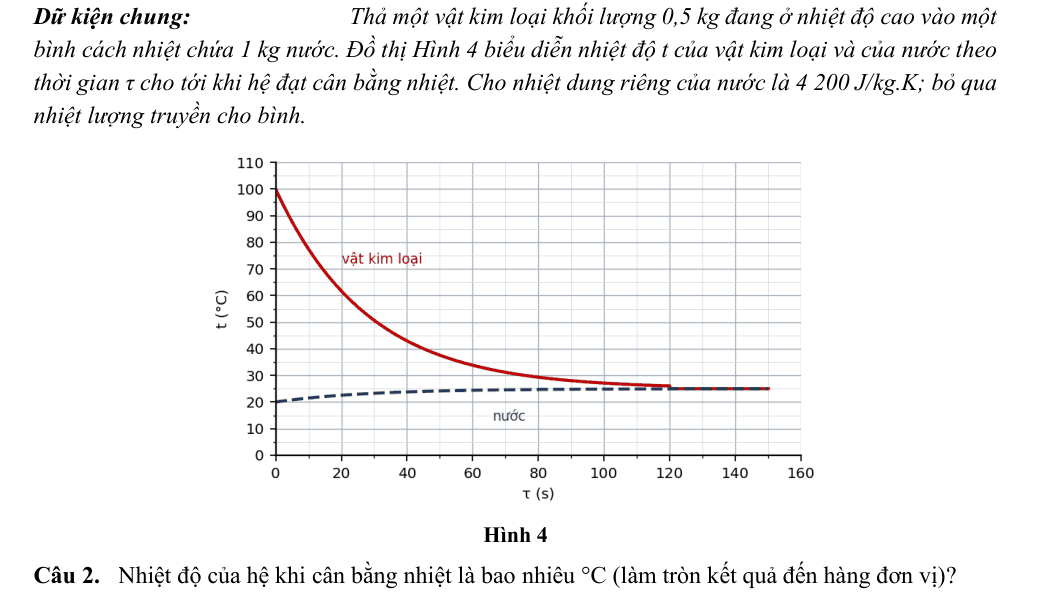 Dữ kiện chung: Thả một vật kim loại khối lượng 0,5 kg đang ở nhiệt độ cao vào một
bình cách nhiệt chứa 1 kg nước. Đồ thị Hình 4 biểu diễn nhiệt độ t của vật kim loại và của nước theo
thời gian τ cho tới khi hệ đạt cân bằng nhiệt. Cho nhiệt dung riêng của nước là 4 200 J/kg.K; bỏ qua
nhiệt lượng truyền cho bình.
110
100
90
80
70
60
50
40
30
20
10
0
t (°C)
vật kim loại
nước
0 20 40 60 80 100 120 140 160
τ (s)
Hình 4
Câu 2. Nhiệt độ của hệ khi cân bằng nhiệt là bao nhiêu °C (làm tròn kết quả đến hàng đơn vị)?